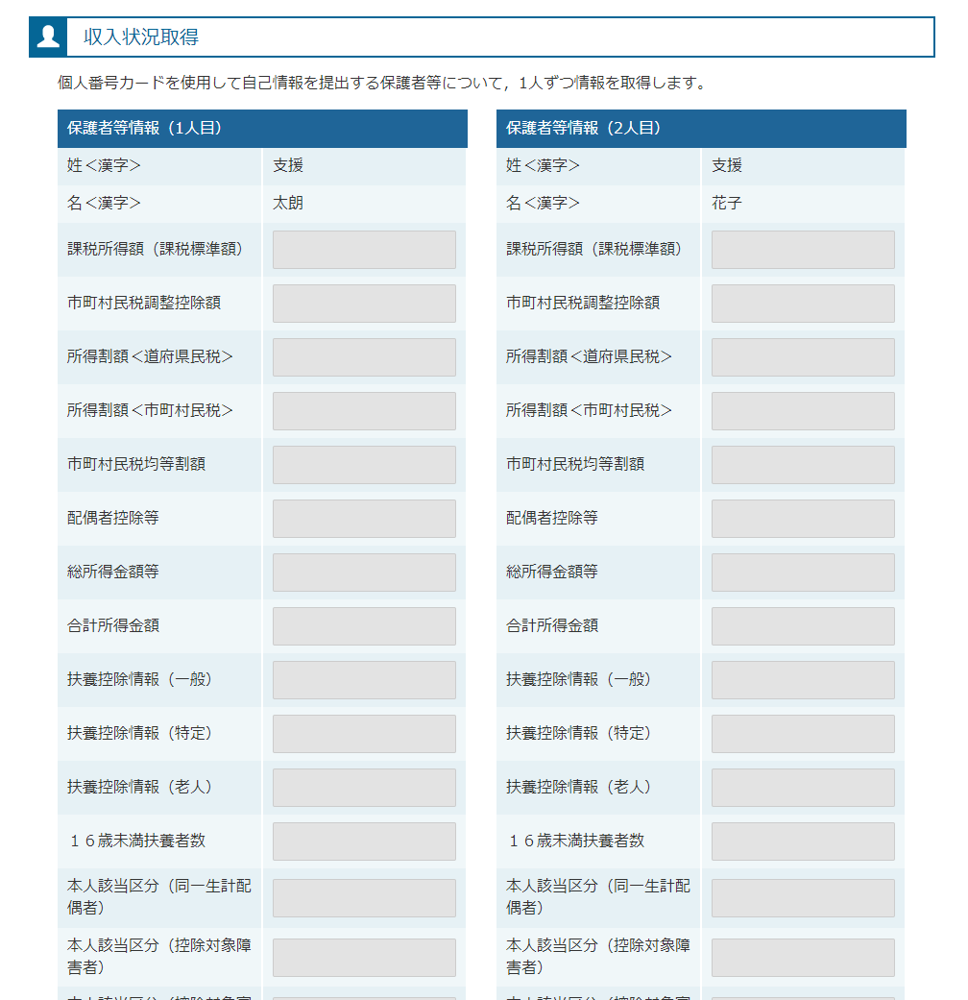 収入状況取得
個人番号カードを使用して自己情報を提出する保護者等について，1人ずつ情報を取得します。
保護者等情報（1人目）
姓＜漢字＞ 支援
名＜漢字＞ 太朗
課税所得額（課税標準額）
市町村民税調整控除額
所得割額＜道府県民税＞
所得割額＜市町村民税＞
市町村民税均等割額
配偶者控除等
総所得金額等
合計所得金額
扶養控除情報（一般）
扶養控除情報（特定）
扶養控除情報（老人）
１６歳未満扶養者数
本人該当区分（同一生計配
偶者）
本人該当区分（控除対象障
害者）
保護者等情報（2人目）
姓＜漢字＞ 支援
名＜漢字＞ 花子
課税所得額（課税標準額）
市町村民税調整控除額
所得割額＜道府県民税＞
所得割額＜市町村民税＞
市町村民税均等割額
配偶者控除等
総所得金額等
合計所得金額
扶養控除情報（一般）
扶養控除情報（特定）
扶養控除情報（老人）
１６歳未満扶養者数
本人該当区分（同一生計配
偶者）
本人該当区分（控除対象障
害者）